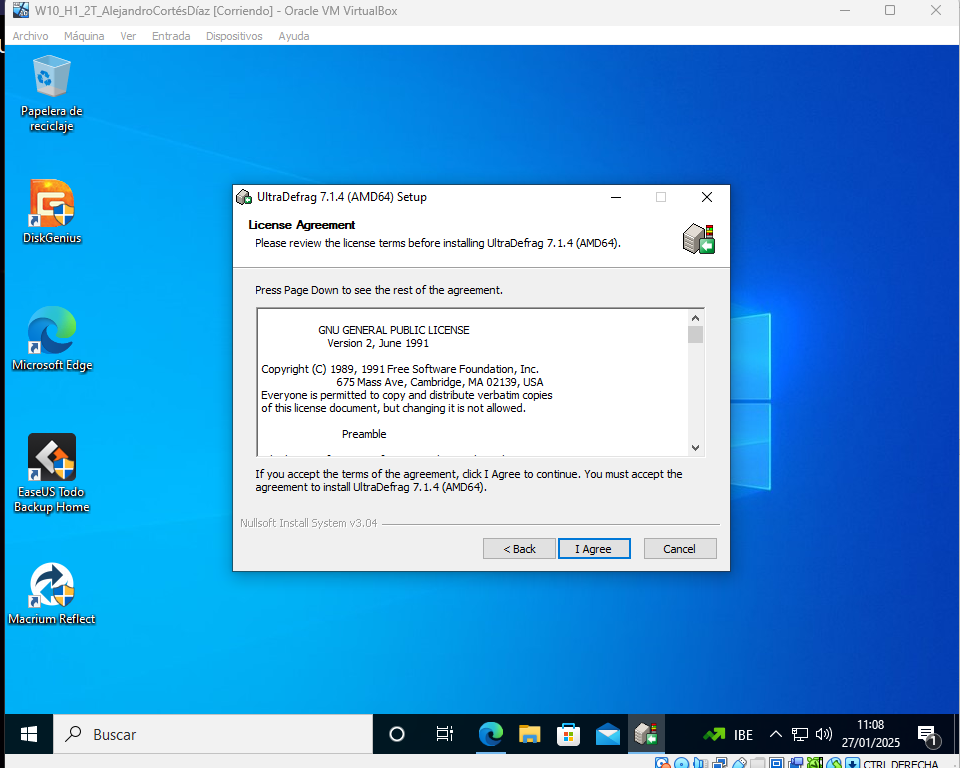 W10_H1_2T_AlejandroCortésDíaz [Corriendo] - Oracle VM VirtualBox
Archivo Máquina Ver Entrada Dispositivos Ayuda
Papelera de
reciclaje
DiskGenius
Microsoft Edge
EaseUS Todo
Backup Home
Macrium Reflect
UltraDefrag 7.1.4 (AMD64) Setup
License Agreement
Please review the license terms before installing UltraDefrag 7.1.4 (AMD64).
Press Page Down to see the rest of the agreement.
GNU GENERAL PUBLIC LICENSE
Version 2, June 1991
Copyright (C) 1989, 1991 Free Software Foundation, Inc.
675 Mass Ave, Cambridge, MA 02139, USA
Everyone is permitted to copy and distribute verbatim copies
of this license document, but changing it is not allowed.
Preamble
If you accept the terms of the agreement, click I Agree to continue. You must accept the
agreement to install UltraDefrag 7.1.4 (AMD64).
Nullsoft Install System v3.04
< Back I Agree Cancel
Buscar
IBE
11:08
27/01/2025
1
CTRL DERECHA